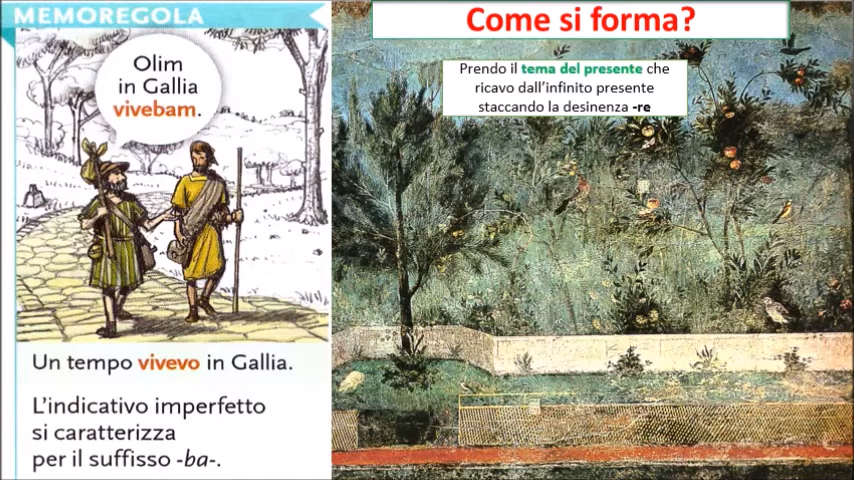 MEMOREGOLA
Olim
in Gallia
vivebam.
Un tempo vivevo in Gallia.
L'indicativo imperfetto
si caratterizza
per il suffisso -ba-.
Come si forma?
Prendo il tema del presente che
ricavo dall'infinito presente
staccando la desinenza -re